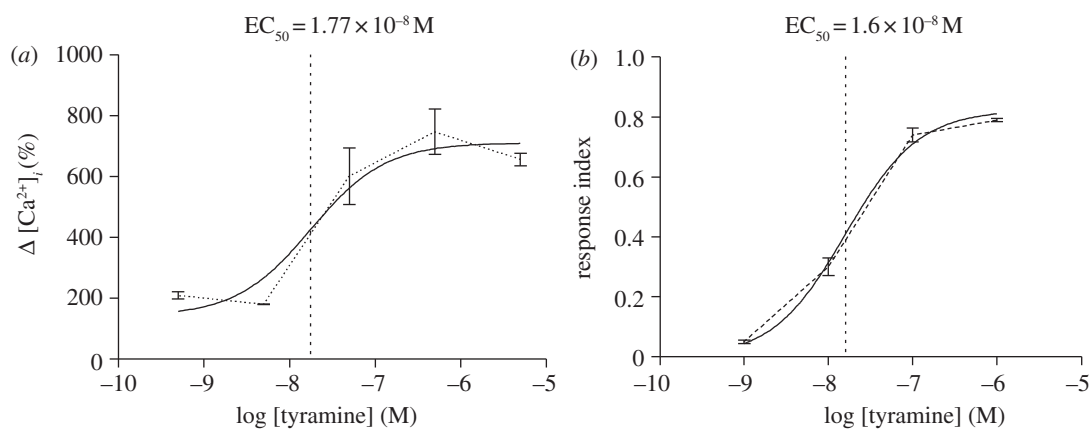 EC₅₀ = 1.77 × 10⁻⁸ M
(a)
Δ [Ca²⁺]ᵢ (%)
1000
800
600
400
200
0
–10 –9 –8 –7 –6 –5
log [tyramine] (M)
EC₅₀ = 1.6 × 10⁻⁸ M
(b)
response index
1.0
0.8
0.6
0.4
0.2
0
–10 –9 –8 –7 –6 –5
log [tyramine] (M)